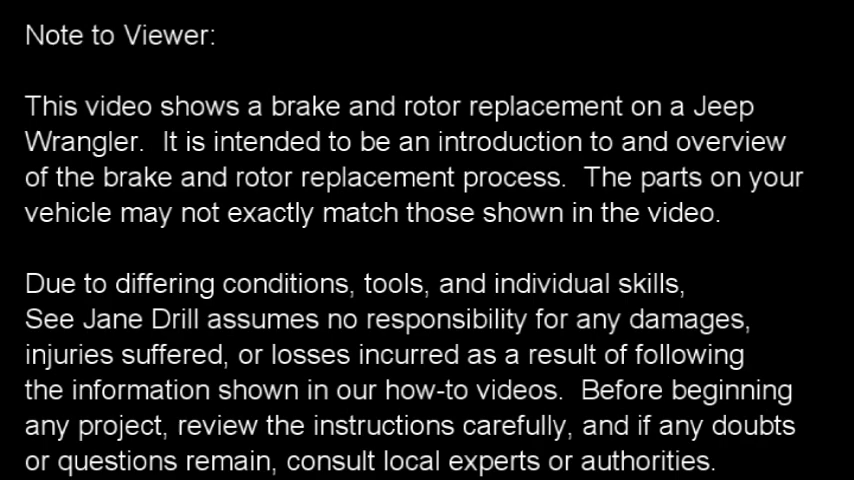 Note to Viewer:
This video shows a brake and rotor replacement on a Jeep
Wrangler.  It is intended to be an introduction to and overview
of the brake and rotor replacement process.  The parts on your
vehicle may not exactly match those shown in the video.
Due to differing conditions, tools, and individual skills,
See Jane Drill assumes no responsibility for any damages,
injuries suffered, or losses incurred as a result of following
the information shown in our how-to videos.  Before beginning
any project, review the instructions carefully, and if any doubts
or questions remain, consult local experts or authorities.